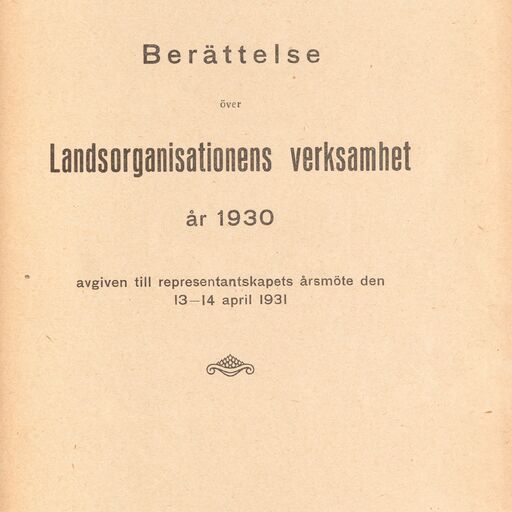 Berättelse
över
Landsorganisationens verksamhet
år 1930
avgiven till representantskapets årsmöte den
13—14 april 1931